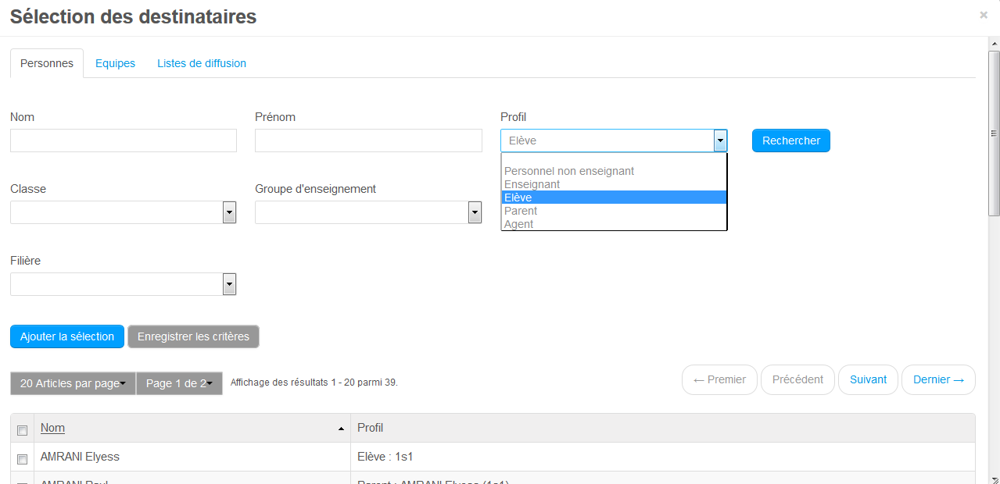 Sélection des destinataires
×
Personnes Equipes Listes de diffusion
Nom Prénom Profil
Elève Rechercher
Personnel non enseignant
Enseignant
Elève
Parent
Agent
Classe Groupe d'enseignement
Filière
Ajouter la sélection Enregistrer les critères
20 Articles par page Page 1 de 2 Affichage des résultats 1 - 20 parmi 39. ← Premier Précédent Suivant Dernier →
Nom Profil
AMRANI Elyess Elève : 1s1
AMRANI Paul Parent : AMRANI Elyess (1s1)